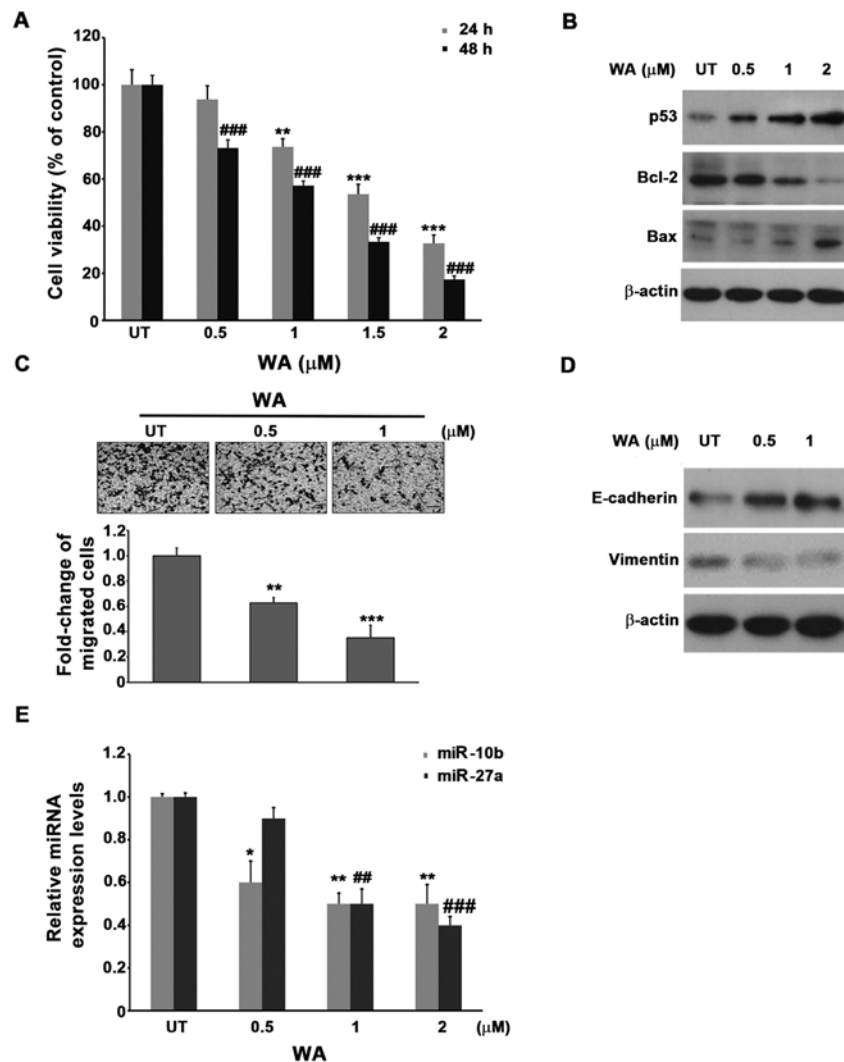 A
24 h
48 h
Cell viability (% of control)
120
100
80
60
40
20
0
###
**
###
***
###
***
###
UT 0.5 1 1.5 2
WA (μM)
B
WA (μM) UT 0.5 1 2
p53
Bcl-2
Bax
β-actin
C
WA
UT 0.5 1 (μM)
Fold-change of
migrated cells
1.2
1.0
0.8
0.6
0.4
0.2
0
**
***
D
WA (μM) UT 0.5 1
E-cadherin
Vimentin
β-actin
E
miR-10b
miR-27a
Relative miRNA
expression levels
1.2
1.0
0.8
0.6
0.4
0.2
0
*
** ##
** ###
UT 0.5 1 2 (μM)
WA